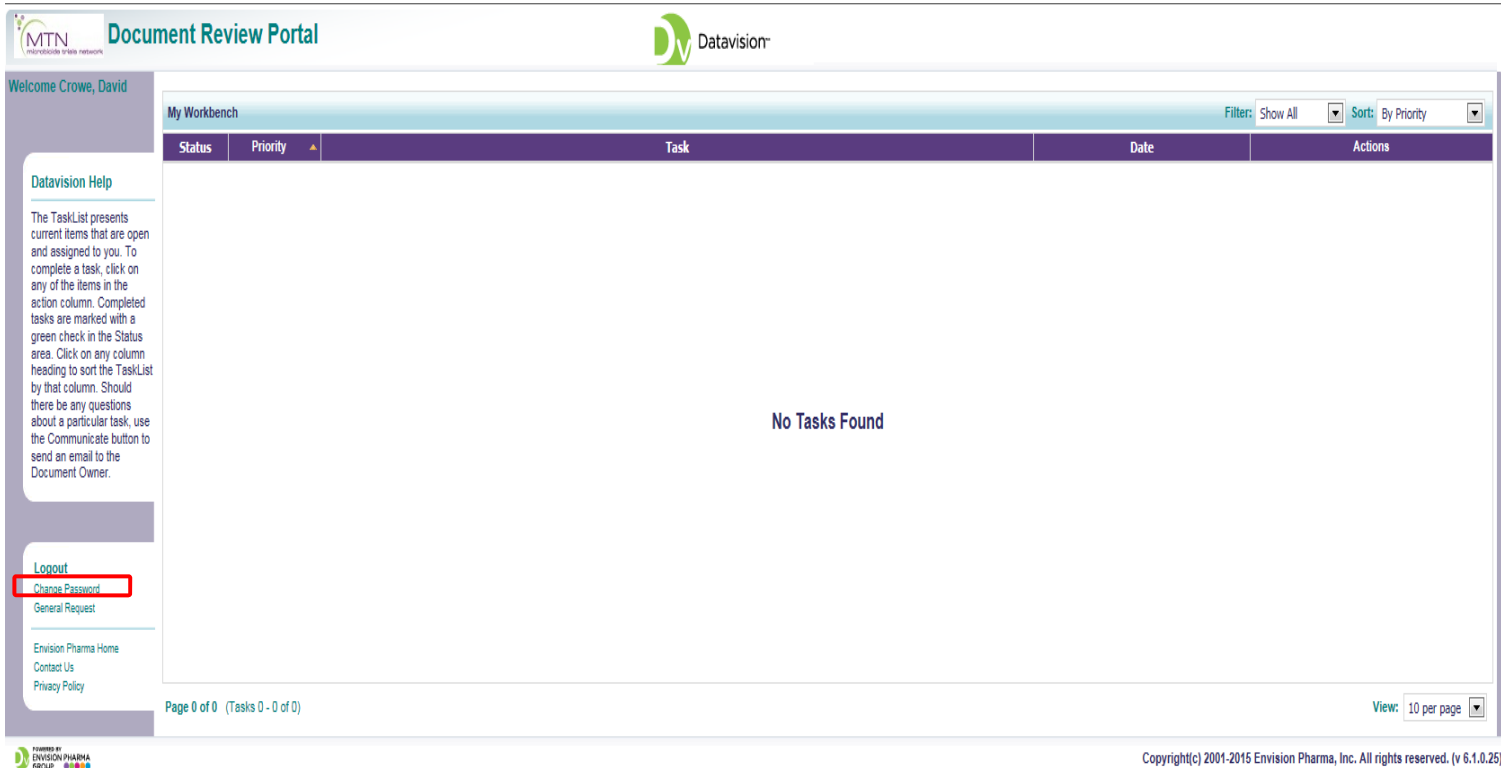 MTN
microbicide trials network
Document Review Portal
Dv Datavision™
Welcome Crowe, David
My Workbench
Filter: Show All Sort: By Priority
Status Priority Task Date Actions
Datavision Help
The TaskList presents
current items that are open
and assigned to you. To
complete a task, click on
any of the items in the
action column. Completed
tasks are marked with a
green check in the Status
area. Click on any column
heading to sort the TaskList
by that column. Should
there be any questions
about a particular task, use
the Communicate button to
send an email to the
Document Owner.
No Tasks Found
Logout
Change Password
General Request
Envision Pharma Home
Contact Us
Privacy Policy
Page 0 of 0 (Tasks 0 - 0 of 0)
View: 10 per page
Dv POWERED BY
ENVISION PHARMA
GROUP
Copyright(c) 2001-2015 Envision Pharma, Inc. All rights reserved. (v 6.1.0.25)